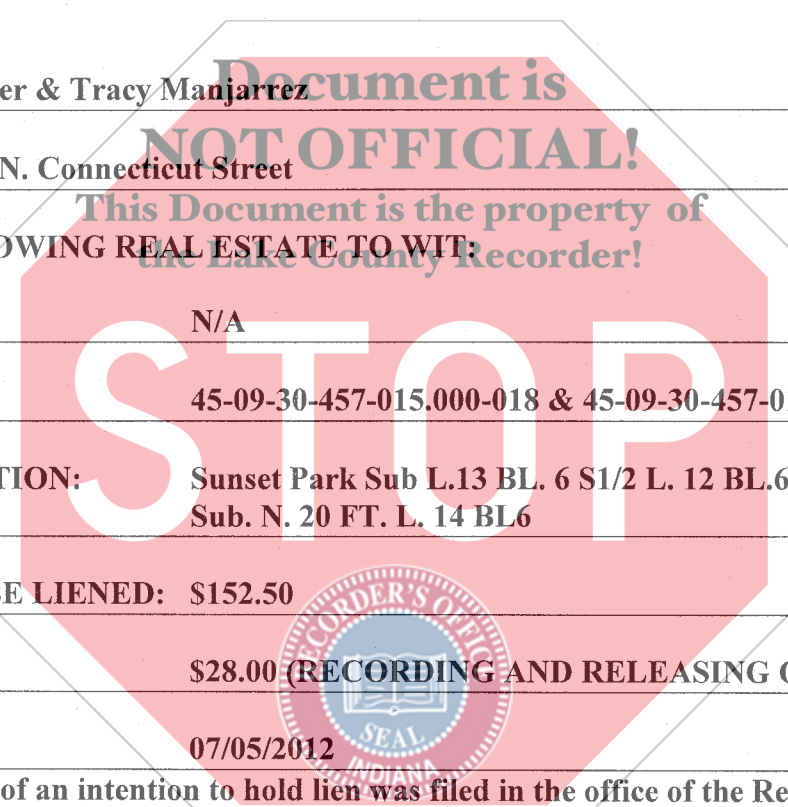 er & Tracy Manjarrez
Document is
N. Connecticut Street
NOT OFFICIAL!
This Document is the property of
OWING REAL ESTATE TO WIT:
the Lake County Recorder!
N/A
STOP
45-09-30-457-015.000-018 & 45-09-30-457-0
TION: Sunset Park Sub L.13 BL. 6 S1/2 L. 12 BL.6
Sub. N. 20 FT. L. 14 BL6
BE LIENED: $152.50
RECORDER'S OFFICE
$28.00 (RECORDING AND RELEASING
SEAL
07/05/2012
INDIANA
of an intention to hold lien was filed in the office of the Re